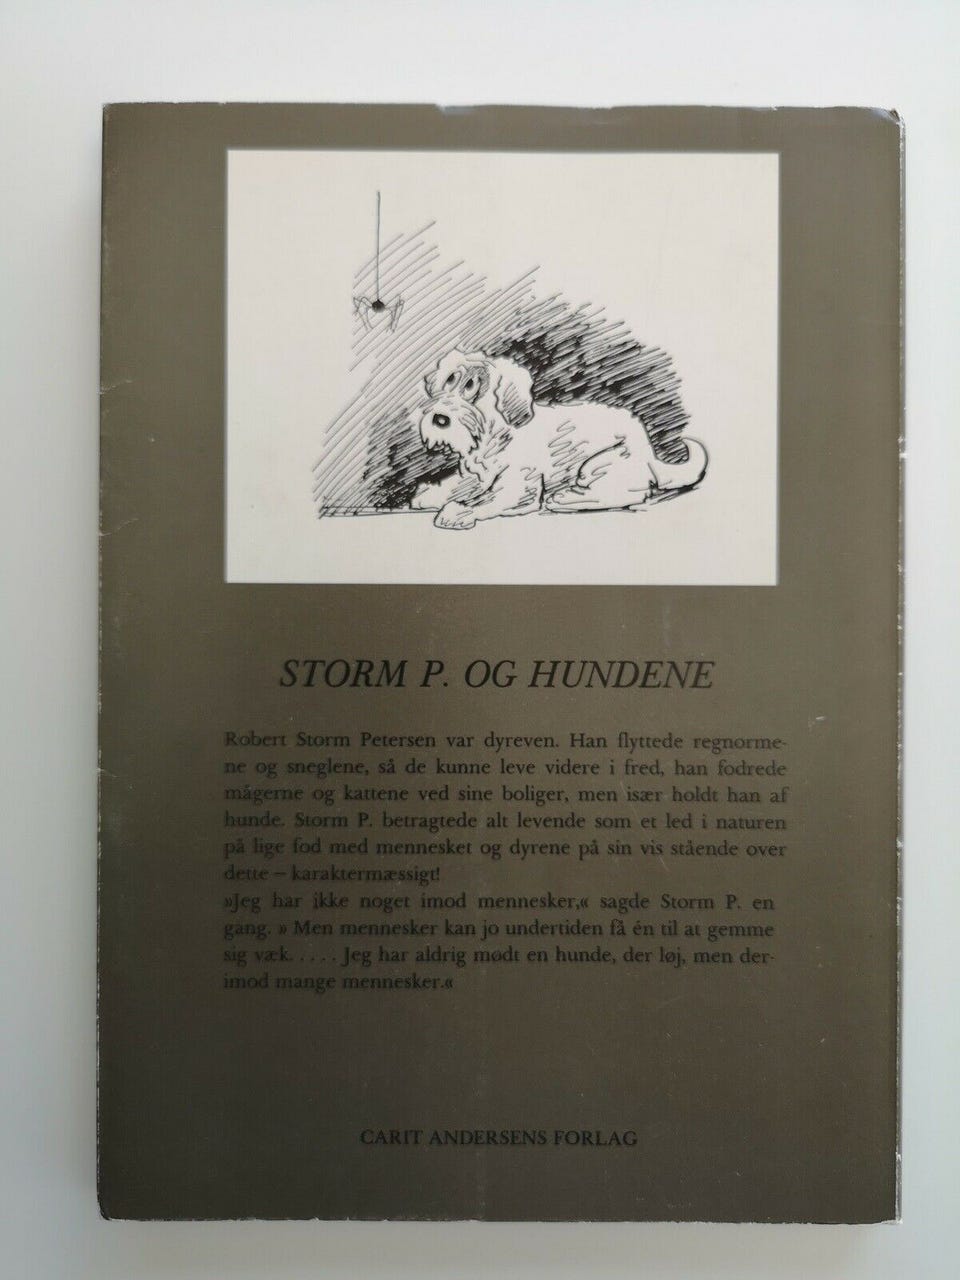 STORM P. OG HUNDENE
Robert Storm Petersen var dyreven. Han flyttede regnorme-
ne og sneglene, så de kunne leve videre i fred, han fodrede
mågerne og kattene ved sine boliger, men især holdt han af
hunde. Storm P. betragtede alt levende som et led i naturen
på lige fod med mennesket og dyrene på sin vis stående over
dette – karaktermæssigt!
»Jeg har ikke noget imod mennesker,« sagde Storm P. en
gang. » Men mennesker kan jo undertiden få én til at gemme
sig væk. . . . . Jeg har aldrig mødt en hunde, der løj, men der-
imod mange mennesker.«
CARIT ANDERSENS FORLAG